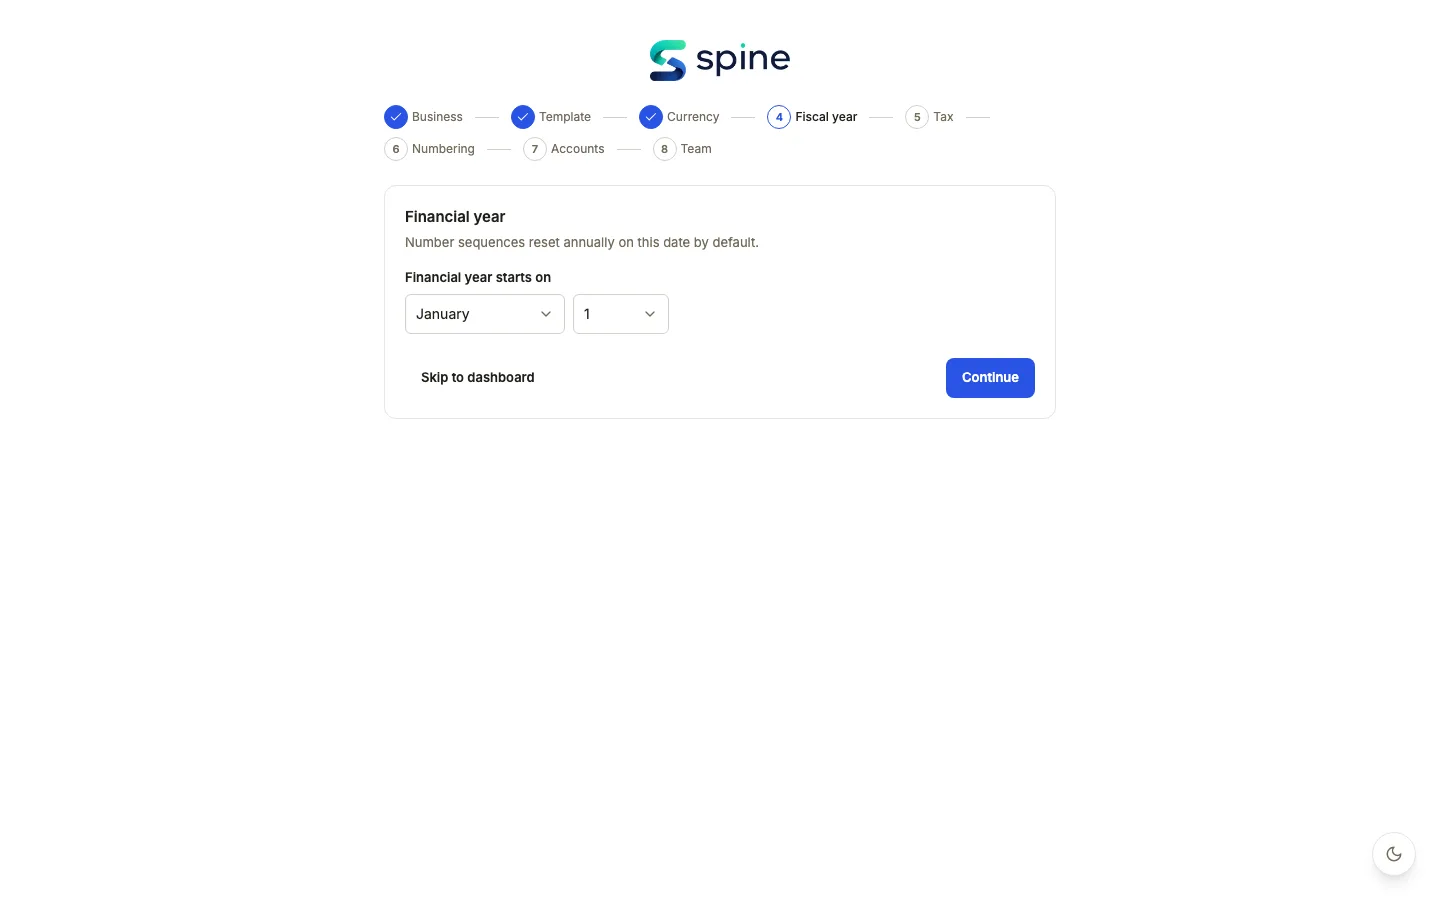 spine
Business
Template
Currency
4 Fiscal year
5 Tax
6 Numbering
7 Accounts
8 Team
Financial year
Number sequences reset annually on this date by default.
Financial year starts on
January
1
Skip to dashboard
Continue